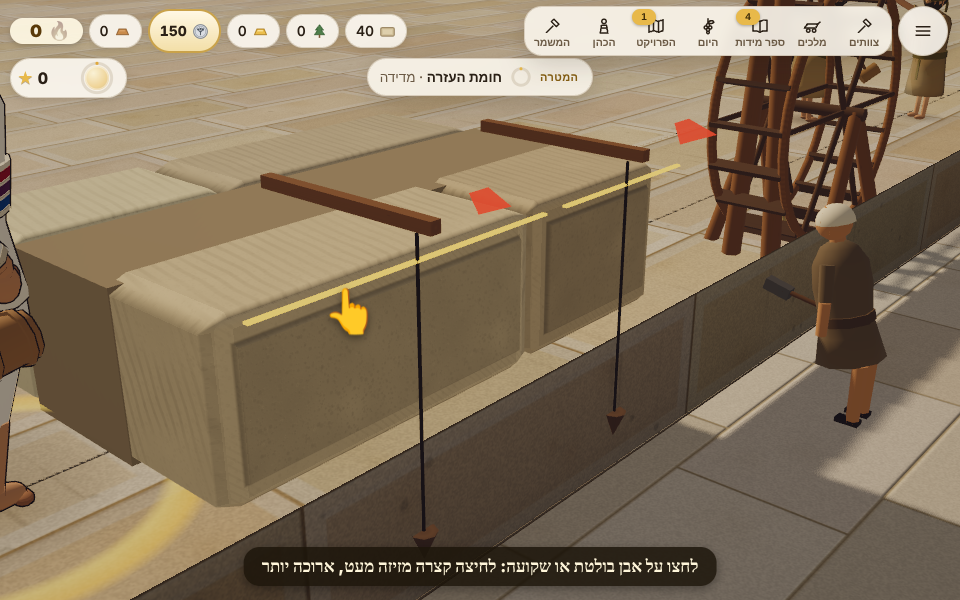 צוותים
מלכים
ספר מידות
4
היום
הפרויקט
1
הכהן
המשמר
40
0
0
150
0
0
0
המטרה
חומת העזרה · מדידה
לחצו על אבן בולטת או שקועה: לחיצה קצרה מזיזה מעט, ארוכה יותר